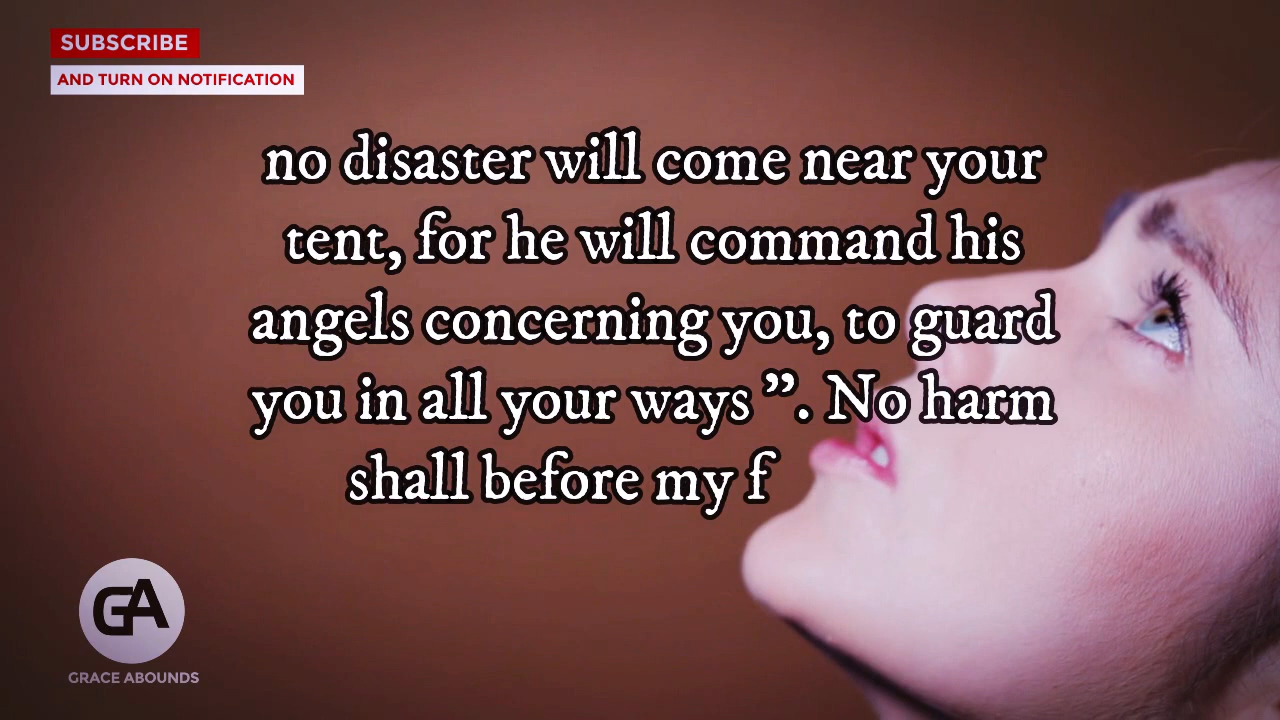 SUBSCRIBE
AND TURN ON NOTIFICATION
no disaster will come near your
tent, for he will command his
angels concerning you, to guard
you in all your ways ”. No harm
shall before my f
GA
GRACE ABOUNDS